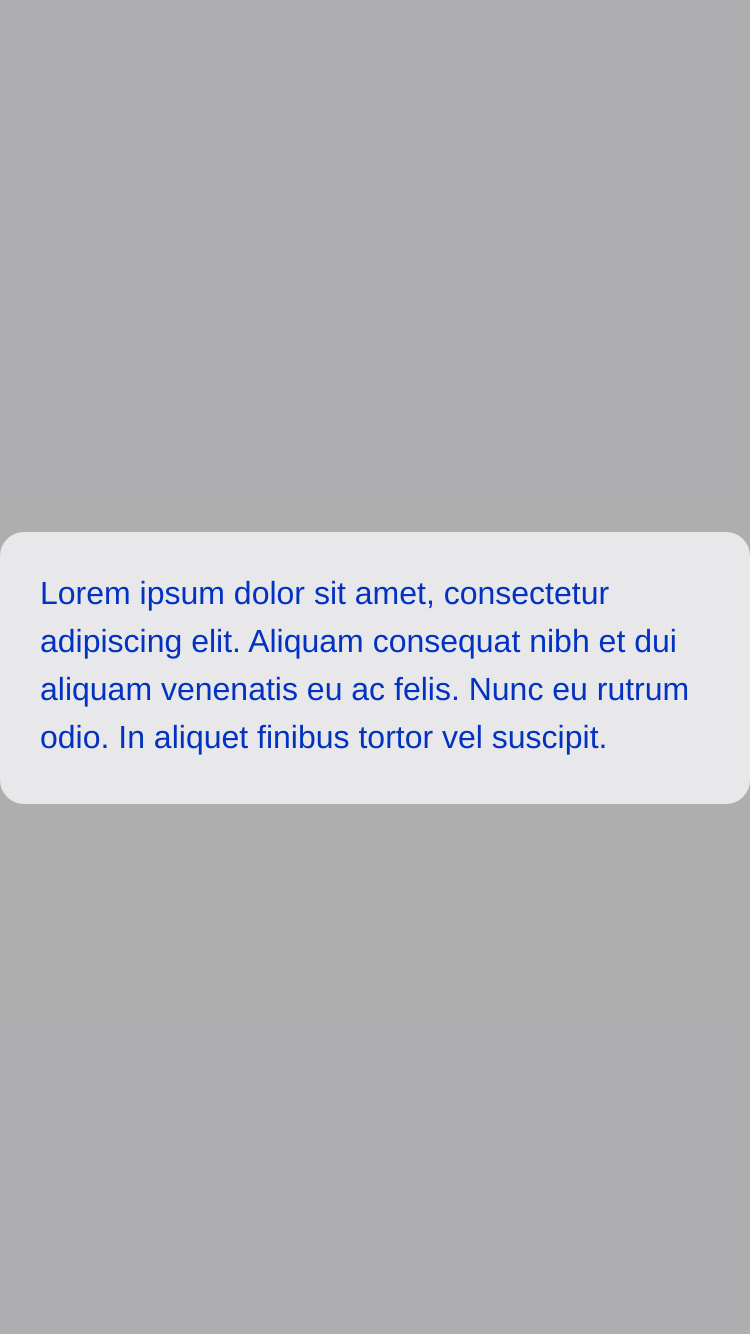 Lorem ipsum dolor sit amet, consectetur
adipiscing elit. Aliquam consequat nibh et dui
aliquam venenatis eu ac felis. Nunc eu rutrum
odio. In aliquet finibus tortor vel suscipit.